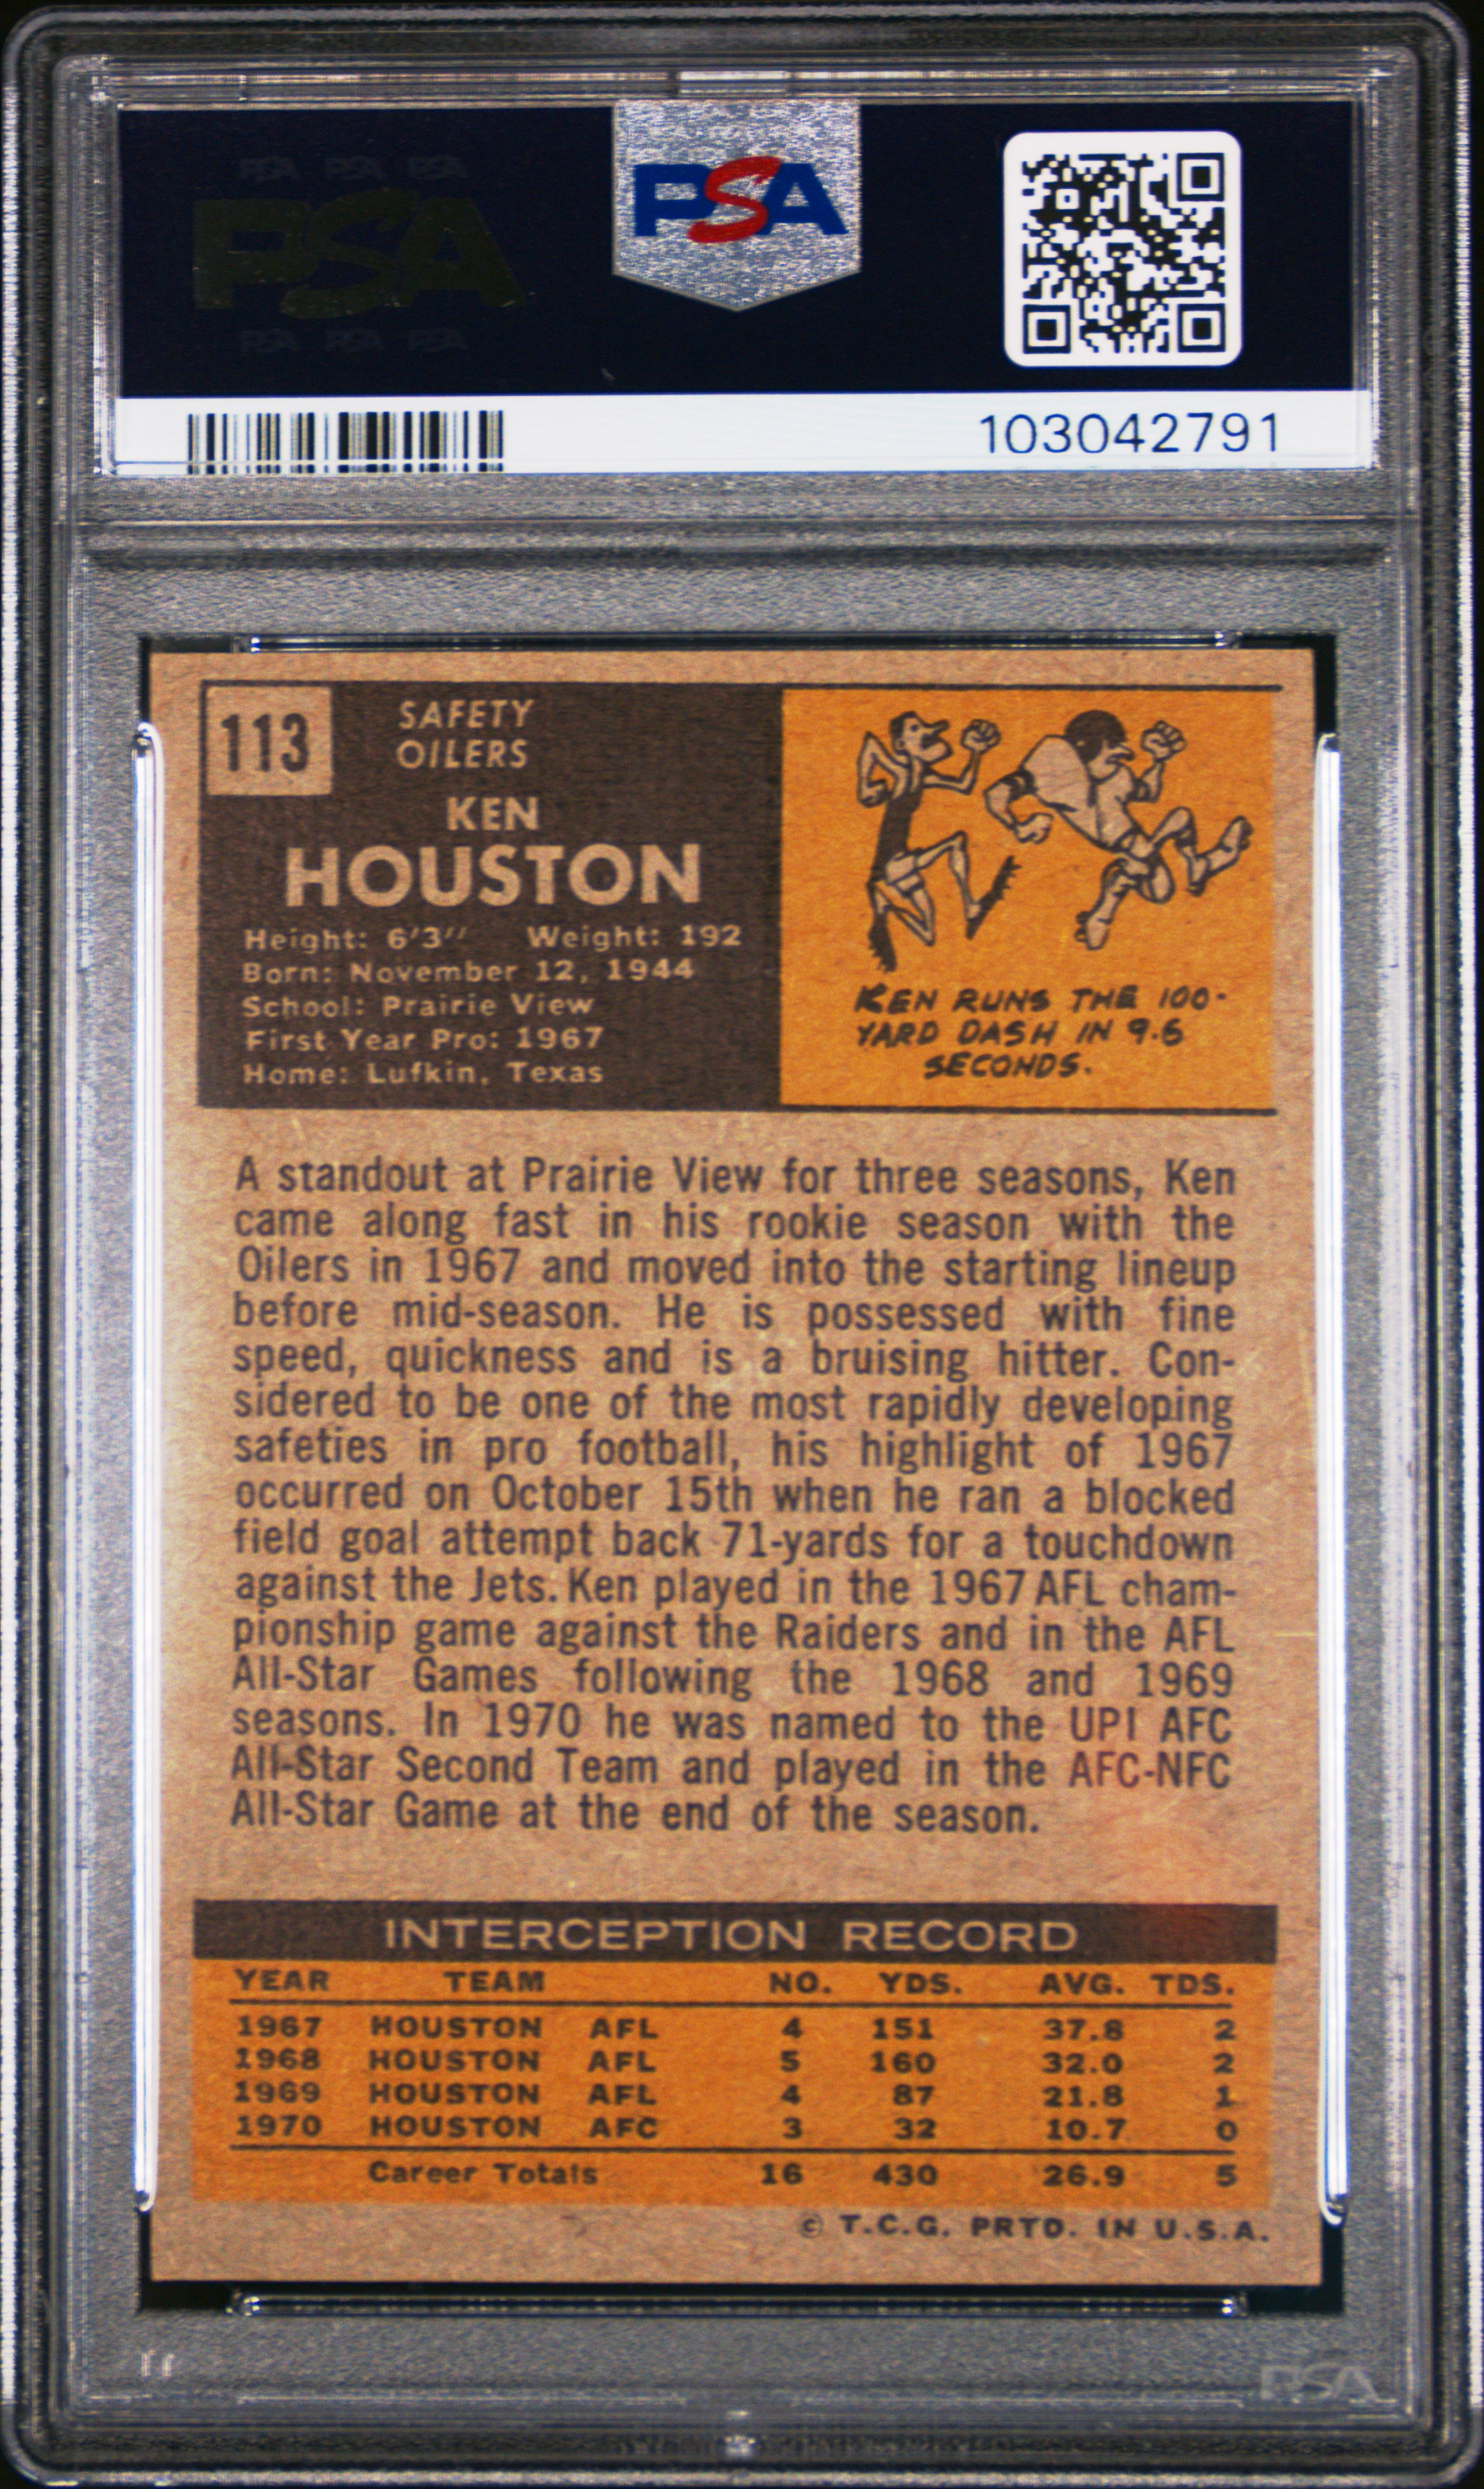 PSA PSA PSA
PSA
PSA PSA PSA
PSA
103042791
113
SAFETY
OILERS
KEN
HOUSTON
Height: 6'3" Weight: 192
Born: November 12, 1944
School: Prairie View
First Year Pro: 1967
Home: Lufkin, Texas
KEN RUNS THE 100-
YARD DASH IN 9.6
SECONDS.
A standout at Prairie View for three seasons, Ken
came along fast in his rookie season with the
Oilers in 1967 and moved into the starting lineup
before mid-season. He is possessed with fine
speed, quickness and is a bruising hitter. Con-
sidered to be one of the most rapidly developing
safeties in pro football, his highlight of 1967
occurred on October 15th when he ran a blocked
field goal attempt back 71-yards for a touchdown
against the Jets. Ken played in the 1967 AFL cham-
pionship game against the Raiders and in the AFL
All-Star Games following the 1968 and 1969
seasons. In 1970 he was named to the UPI AFC
All-Star Second Team and played in the AFC-NFC
All-Star Game at the end of the season.
INTERCEPTION RECORD
YEAR TEAM NO. YDS. AVG. TDS.
1967 HOUSTON AFL 4 151 37.8 2
1968 HOUSTON AFL 5 160 32.0 2
1969 HOUSTON AFL 4 87 21.8 1
1970 HOUSTON AFC 3 32 10.7 0
Career Totals 16 430 26.9 5
© T.C.G. PRTD. IN U.S.A.
PSA